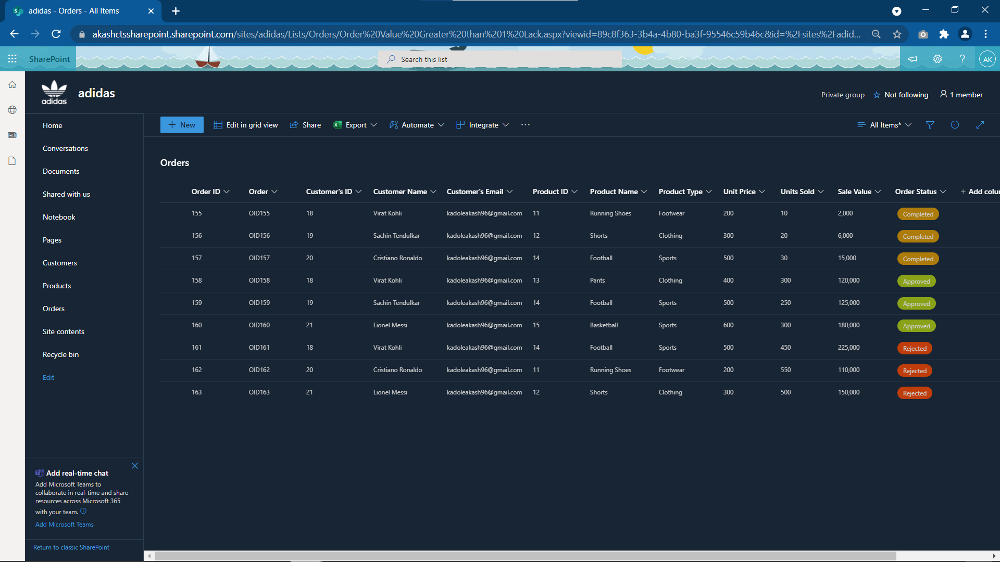 adidas - Orders - All Items
akashctssharepoint.sharepoint.com/sites/adidas/Lists/Orders/Order%20Value%20Greater%20than%201%20Lack.aspx?viewid=89c8f363-3b4a-4b80-ba3f-95546c59b46c&id=%2Fsites%2Fadid...
SharePoint
Search this list
AK
adidas
adidas
Private group Not following 1 member
Home
Conversations
Documents
Shared with us
Notebook
Pages
Customers
Products
Orders
Site contents
Recycle bin
Edit
New Edit in grid view Share Export Automate Integrate ... All Items*
Orders
Order ID Order Customer's ID Customer Name Customer's Email Product ID Product Name Product Type Unit Price Units Sold Sale Value Order Status + Add colu
155 OID155 18 Virat Kohli kadoleakash96@gmail.com 11 Running Shoes Footwear 200 10 2,000 Completed
156 OID156 19 Sachin Tendulkar kadoleakash96@gmail.com 12 Shorts Clothing 300 20 6,000 Completed
157 OID157 20 Cristiano Ronaldo kadoleakash96@gmail.com 14 Football Sports 500 30 15,000 Completed
158 OID158 18 Virat Kohli kadoleakash96@gmail.com 13 Pants Clothing 400 300 120,000 Approved
159 OID159 19 Sachin Tendulkar kadoleakash96@gmail.com 14 Football Sports 500 250 125,000 Approved
160 OID160 21 Lionel Messi kadoleakash96@gmail.com 15 Basketball Sports 600 300 180,000 Approved
161 OID161 18 Virat Kohli kadoleakash96@gmail.com 14 Football Sports 500 450 225,000 Rejected
162 OID162 20 Cristiano Ronaldo kadoleakash96@gmail.com 11 Running Shoes Footwear 200 550 110,000 Rejected
163 OID163 21 Lionel Messi kadoleakash96@gmail.com 12 Shorts Clothing 300 500 150,000 Rejected
Add real-time chat
Add Microsoft Teams to
collaborate in real-time and share
resources across Microsoft 365
with your team.
Add Microsoft Teams
Return to classic SharePoint